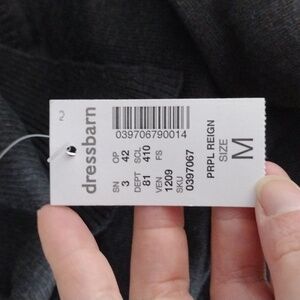 2
dressbarn
039706790014
OP 42 SCL 410 FS
SN 3 DEPT 81 VEN 1209 SKU 0397067
PRPL REIGN
SIZE M